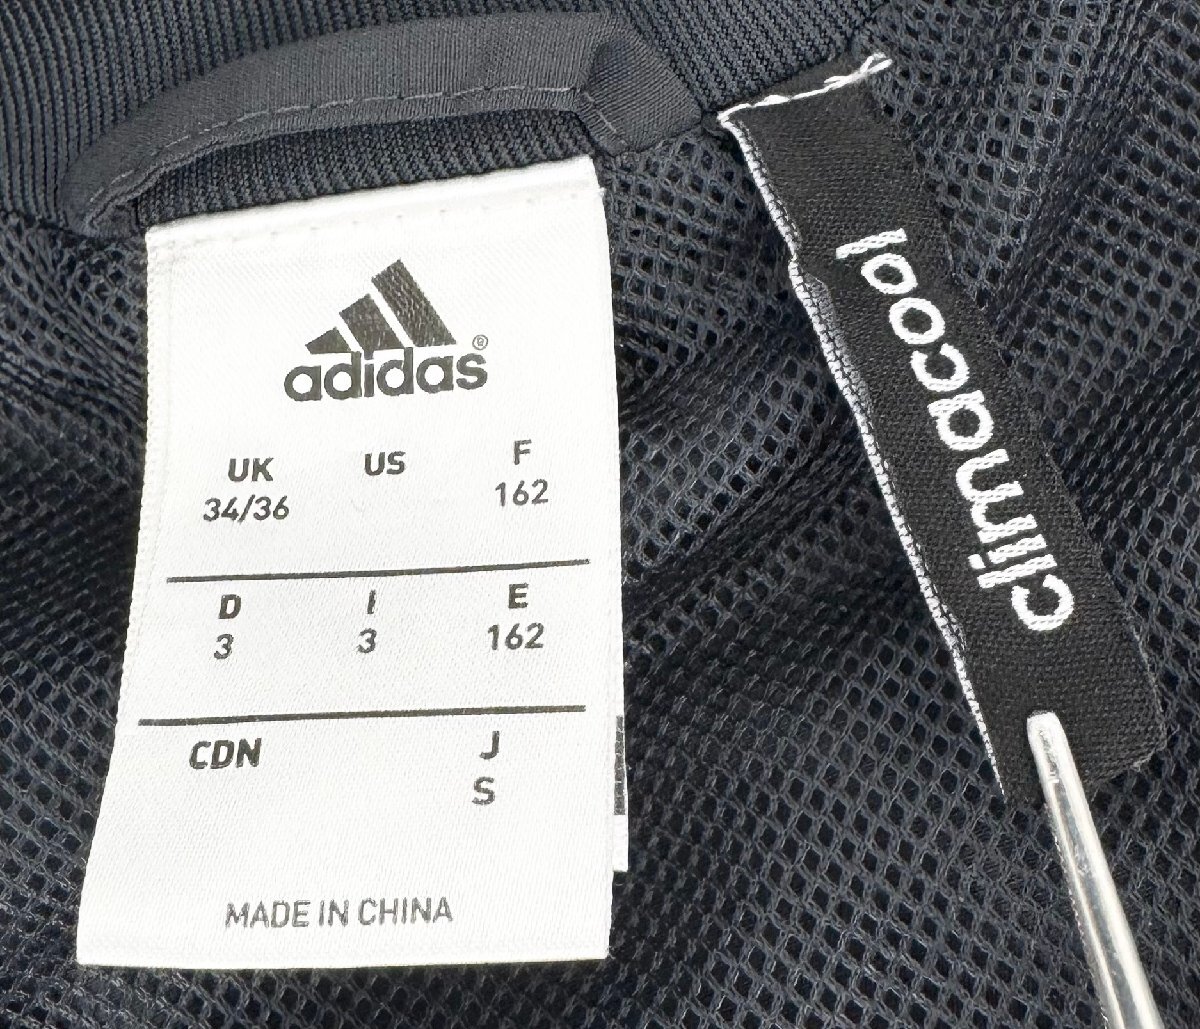 adidas®
UK US F
34/36 162
D I E
3 3 162
CDN J
S
MADE IN CHINA
climacool